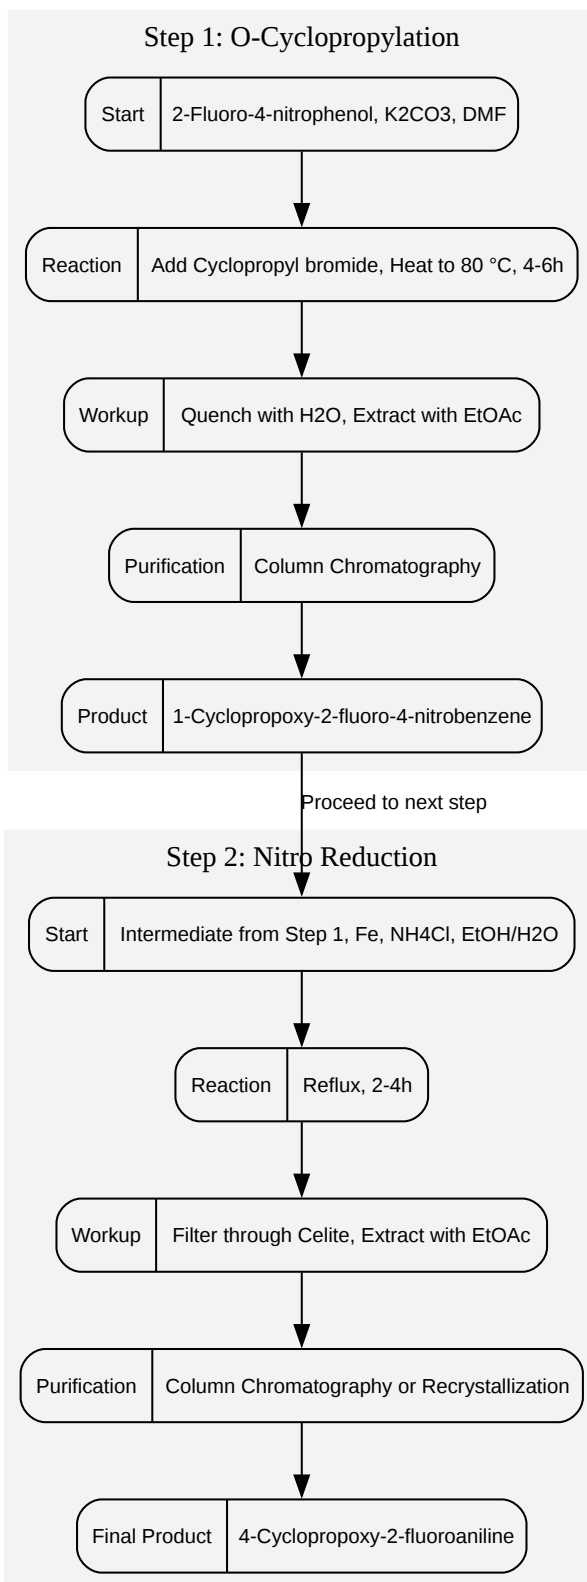 Step 1: O-Cyclopropylation
Start 2-Fluoro-4-nitrophenol, K2CO3, DMF
Reaction Add Cyclopropyl bromide, Heat to 80 °C, 4-6h
Workup Quench with H2O, Extract with EtOAc
Purification Column Chromatography
Product 1-Cyclopropoxy-2-fluoro-4-nitrobenzene
Proceed to next step
Step 2: Nitro Reduction
Start Intermediate from Step 1, Fe, NH4Cl, EtOH/H2O
Reaction Reflux, 2-4h
Workup Filter through Celite, Extract with EtOAc
Purification Column Chromatography or Recrystallization
Final Product 4-Cyclopropoxy-2-fluoroaniline